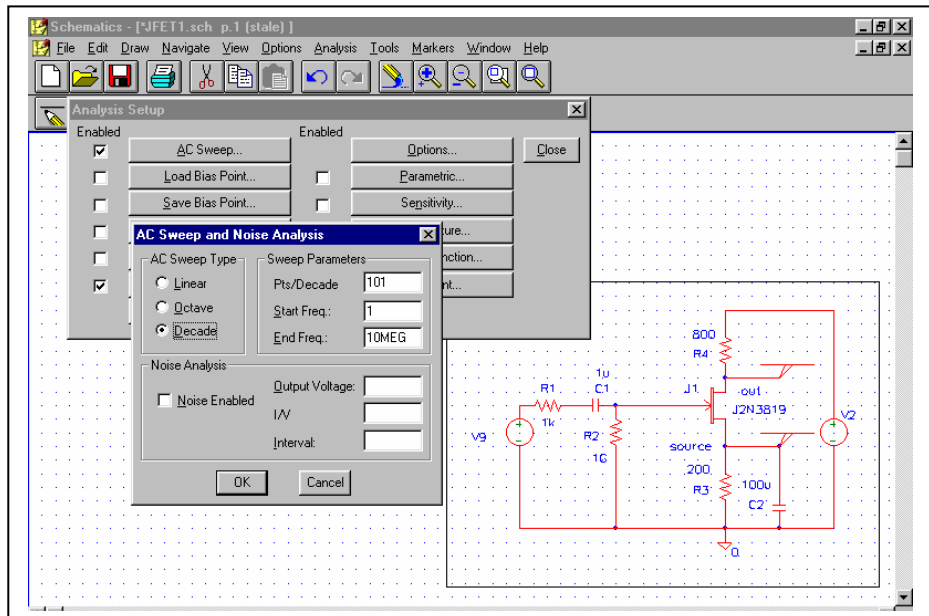 Schematics - [*JFET1.sch p.1 (stale) ]
File Edit Draw Navigate View Options Analysis Tools Markers Window Help
Analysis Setup
Enabled Enabled
AC Sweep... Options... Close
Load Bias Point... Parametric...
Save Bias Point... Sensitivity...
AC Sweep and Noise Analysis
ure...
nction...
nt...
AC Sweep Type Sweep Parameters
Linear Pts/Decade 101
Octave Start Freq.: 1
Decade End Freq.: 10MEG
Noise Analysis
Noise Enabled Output Voltage:
I/V
Interval:
OK Cancel
800
R4
1u
R1 C1 J1 out
J2N3819
1k
V9 R2 V2
1G
source
200
R3 100u
C2
0